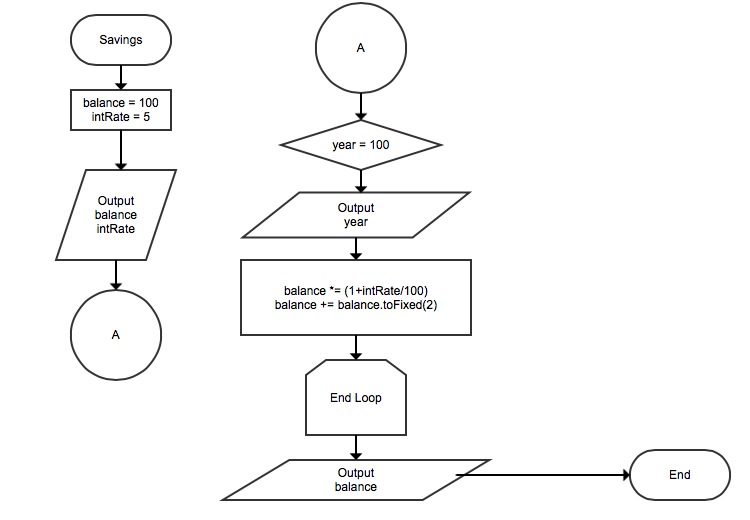 Savings
balance = 100
intRate = 5
Output
balance
intRate
A
A
year = 100
Output
year
balance *= (1+intRate/100)
balance += balance.toFixed(2)
End Loop
Output
balance
End